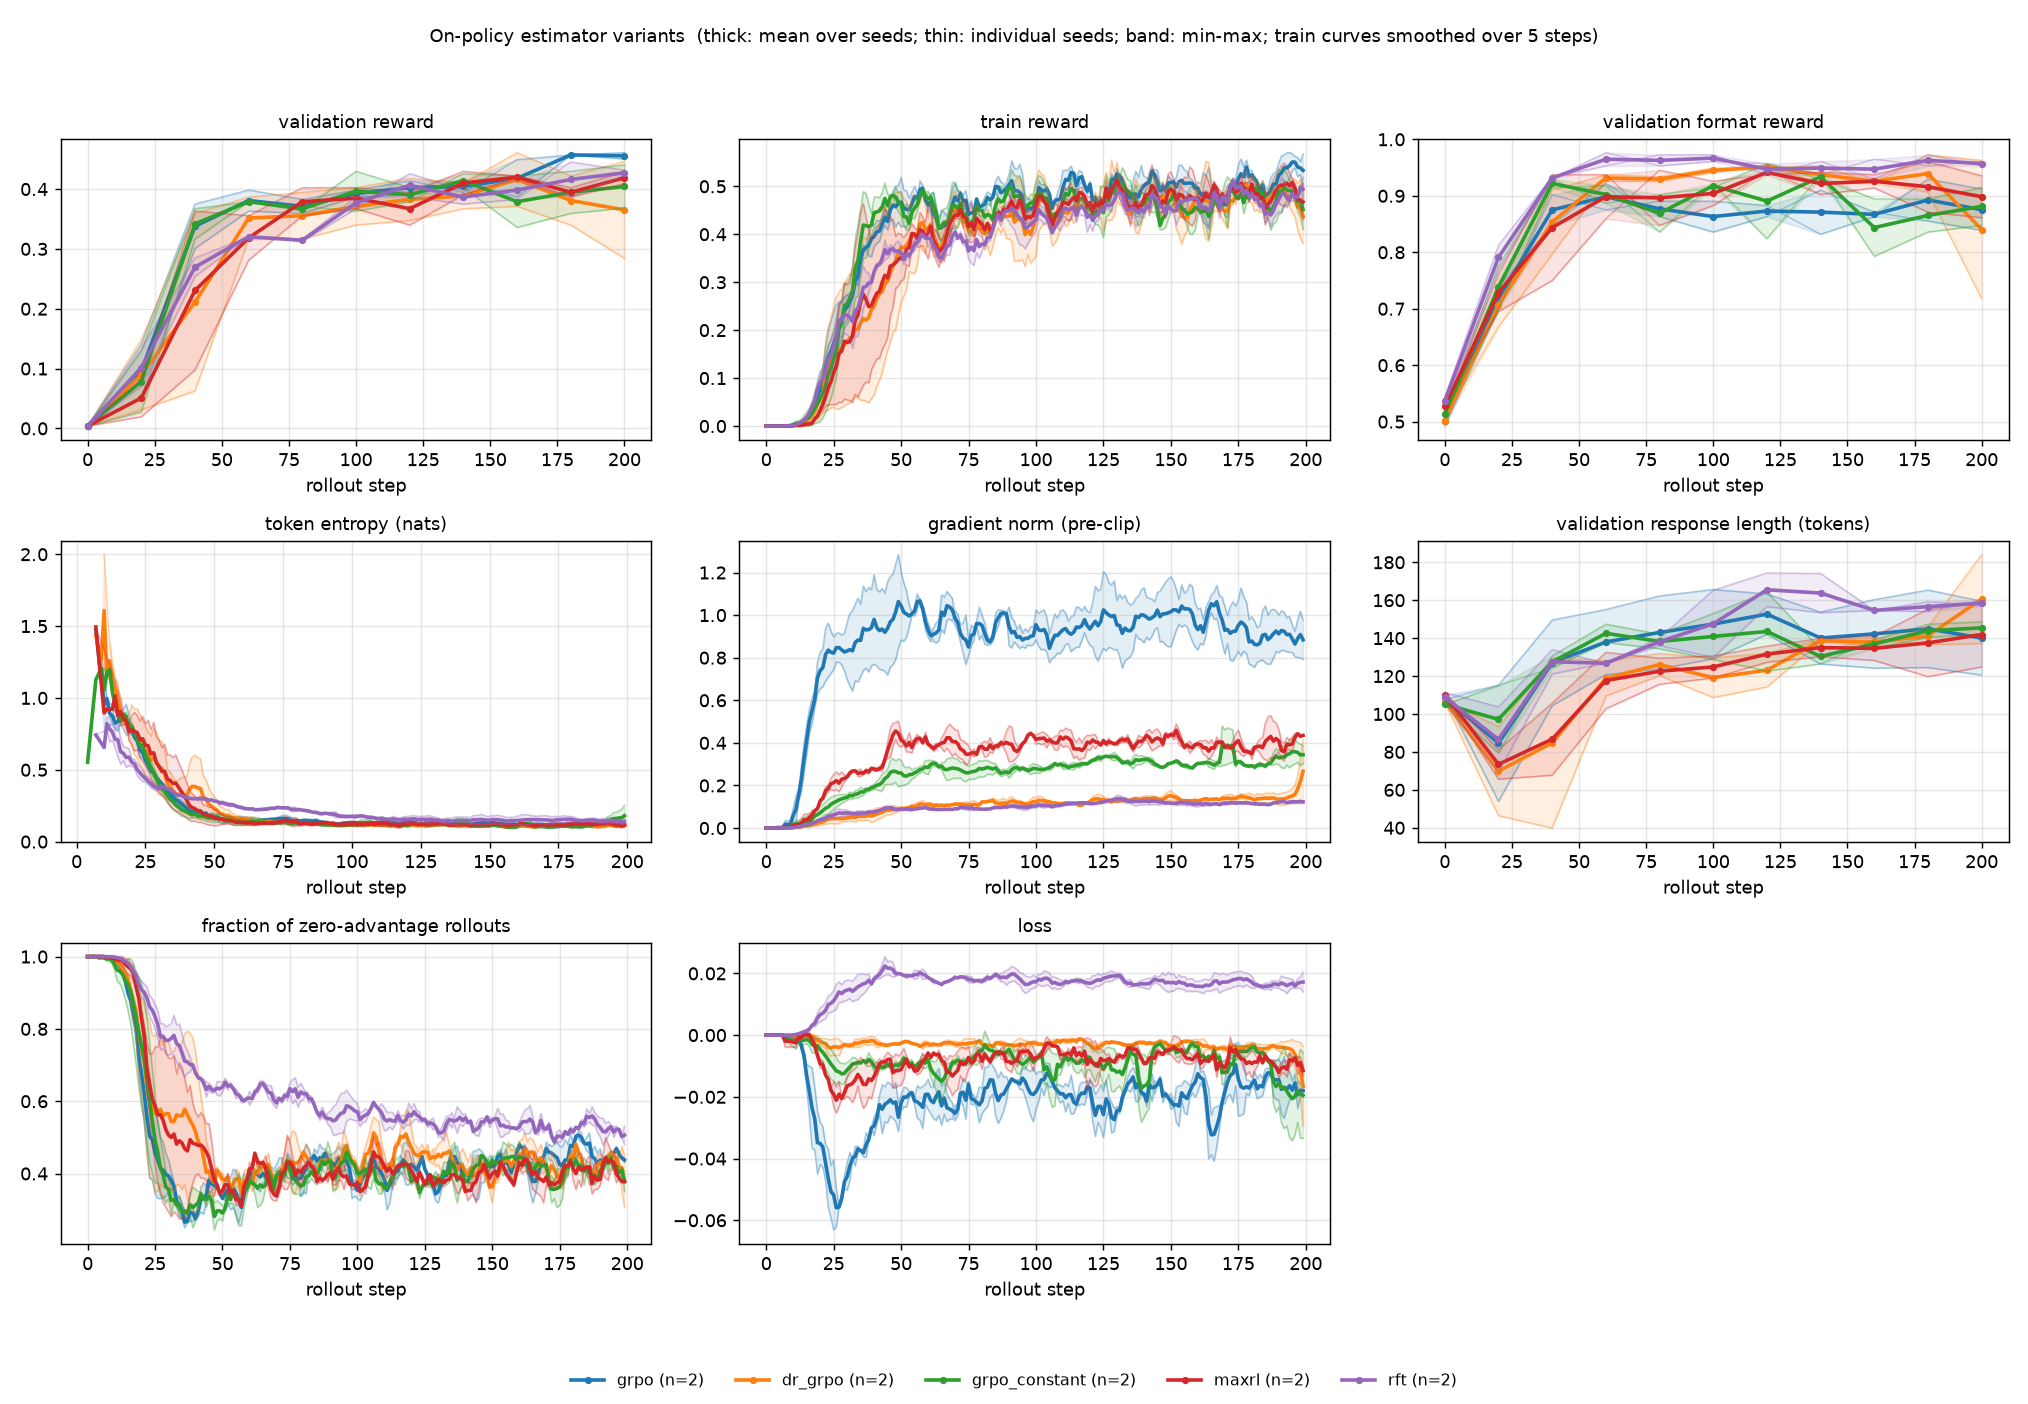 On-policy estimator variants  (thick: mean over seeds; thin: individual seeds; band: min-max; train curves smoothed over 5 steps)
validation reward
0.4
0.3
0.2
0.1
0.0
0 25 50 75 100 125 150 175 200
rollout step
train reward
0.5
0.4
0.3
0.2
0.1
0.0
0 25 50 75 100 125 150 175 200
rollout step
validation format reward
1.0
0.9
0.8
0.7
0.6
0.5
0 25 50 75 100 125 150 175 200
rollout step
token entropy (nats)
2.0
1.5
1.0
0.5
0.0
0 25 50 75 100 125 150 175 200
rollout step
gradient norm (pre-clip)
1.2
1.0
0.8
0.6
0.4
0.2
0.0
0 25 50 75 100 125 150 175 200
rollout step
validation response length (tokens)
180
160
140
120
100
80
60
40
0 25 50 75 100 125 150 175 200
rollout step
fraction of zero-advantage rollouts
1.0
0.8
0.6
0.4
0 25 50 75 100 125 150 175 200
rollout step
loss
0.02
0.00
−0.02
−0.04
−0.06
0 25 50 75 100 125 150 175 200
rollout step
grpo (n=2) dr_grpo (n=2) grpo_constant (n=2) maxrl (n=2) rft (n=2)